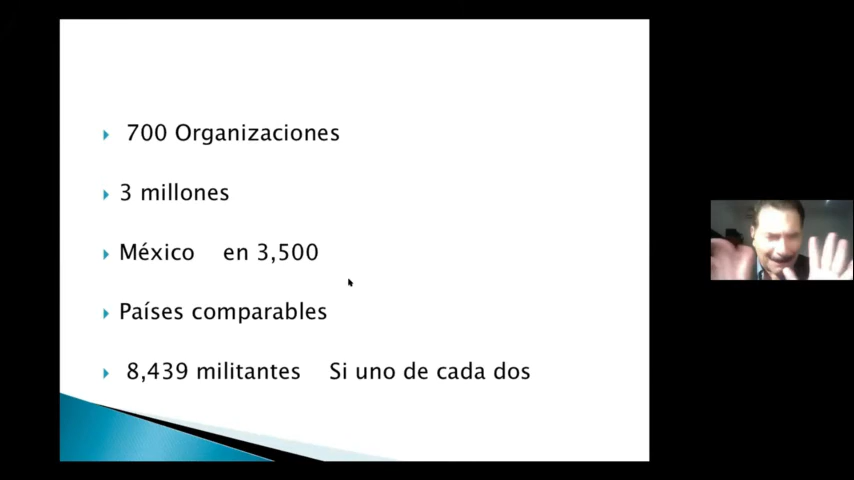 700 Organizaciones
3 millones
México en 3,500
Países comparables
8,439 militantes Si uno de cada dos